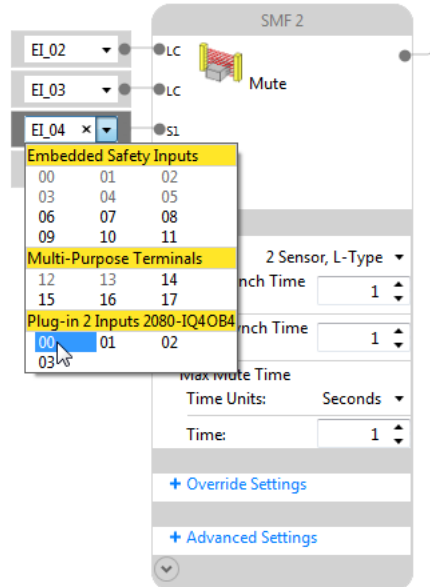 SMF 2
EI_02
LC
Mute
EI_03
LC
EI_04 ×
S1
Embedded Safety Inputs
00 01 02
03 04 05
06 07 08
09 10 11
Multi-Purpose Terminals
12 13 14
15 16 17
Plug-in 2 Inputs 2080-IQ4OB4
00 01 02
03
2 Sensor, L-Type
nch Time
1
ynch Time
1
Max Mute Time
Time Units: Seconds
Time: 1
+ Override Settings
+ Advanced Settings